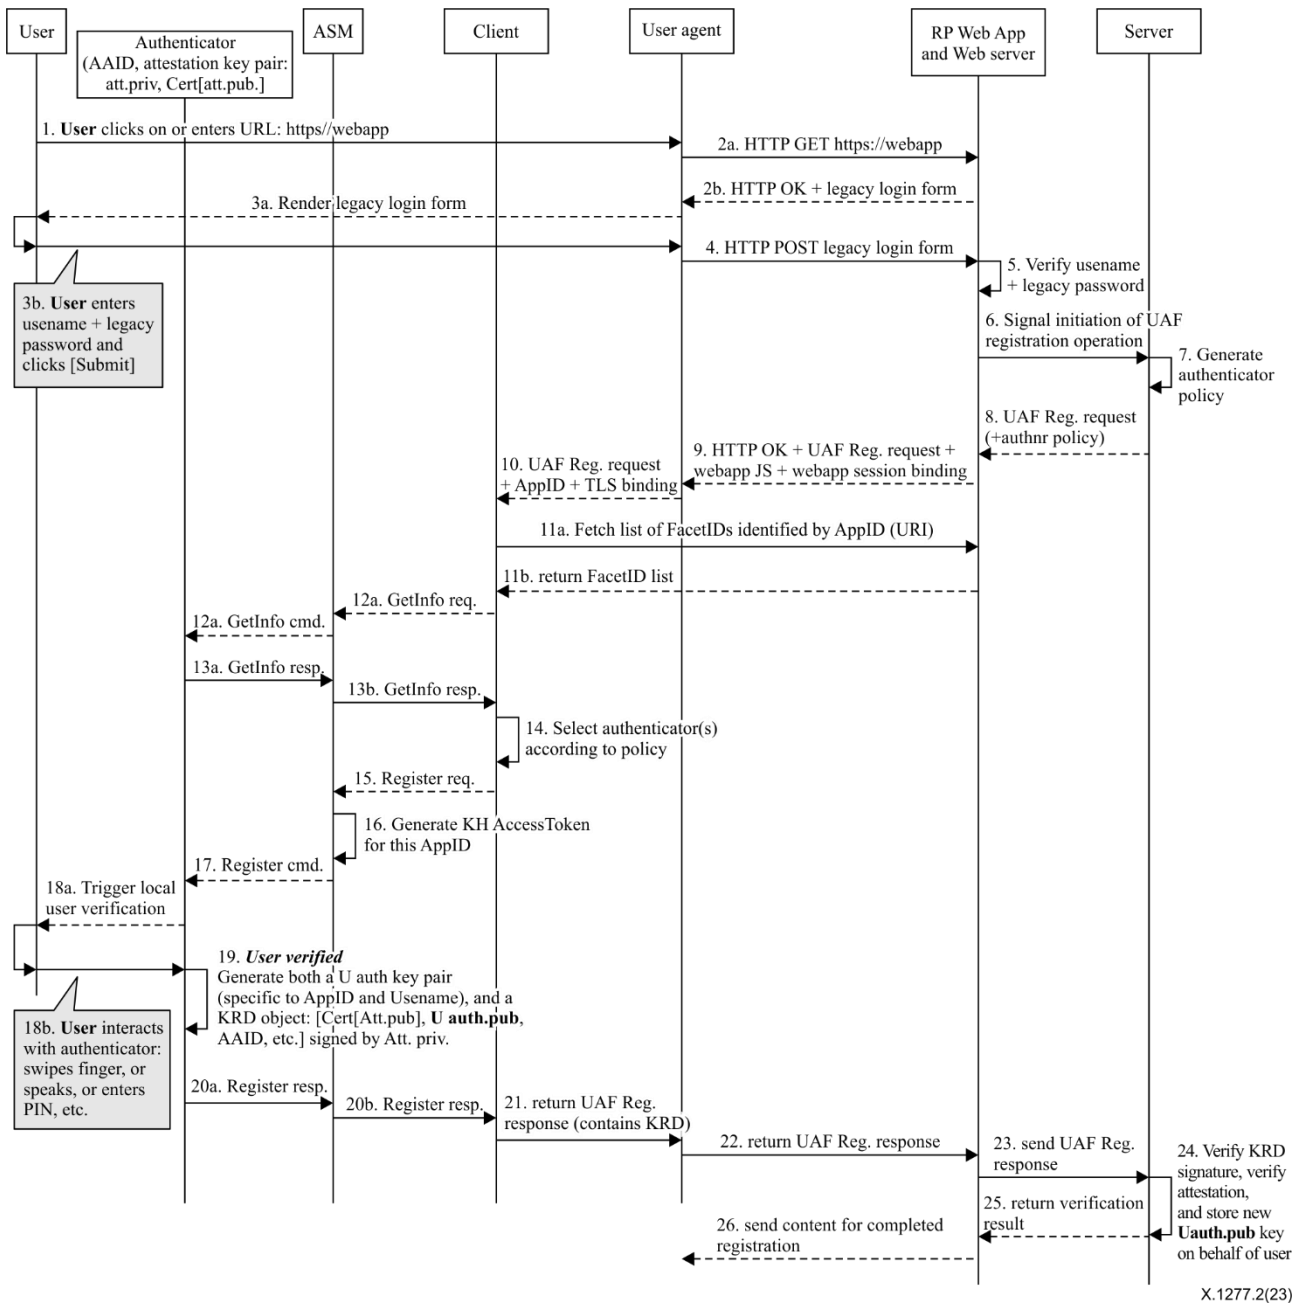 User
Authenticator
(AAID, attestation key pair:
att.priv, Cert[att.pub.]
ASM
Client
User agent
RP Web App
and Web server
Server
1. User clicks on or enters URL: https//webapp
2a. HTTP GET https://webapp
2b. HTTP OK + legacy login form
3a. Render legacy login form
4. HTTP POST legacy login form
5. Verify usename
+ legacy password
3b. User enters
usename + legacy
password and
clicks [Submit]
6. Signal initiation of UAF
registration operation
7. Generate
authenticator
policy
8. UAF Reg. request
(+authnr policy)
9. HTTP OK + UAF Reg. request +
webapp JS + webapp session binding
10. UAF Reg. request
+ AppID + TLS binding
11a. Fetch list of FacetIDs identified by AppID (URI)
11b. return FacetID list
12a. GetInfo req.
12a. GetInfo cmd.
13a. GetInfo resp.
13b. GetInfo resp.
14. Select authenticator(s)
according to policy
15. Register req.
16. Generate KH AccessToken
for this AppID
17. Register cmd.
18a. Trigger local
user verification
19. User verified
Generate both a U auth key pair
(specific to AppID and Usename), and a
KRD object: [Cert[Att.pub], U auth.pub,
AAID, etc.] signed by Att. priv.
18b. User interacts
with authenticator:
swipes finger, or
speaks, or enters
PIN, etc.
20a. Register resp.
20b. Register resp.
21. return UAF Reg.
response (contains KRD)
22. return UAF Reg. response
23. send UAF Reg.
response
24. Verify KRD
signature, verify
attestation,
and store new
Uauth.pub key
on behalf of user
25. return verification
result
26. send content for completed
registration
X.1277.2(23)